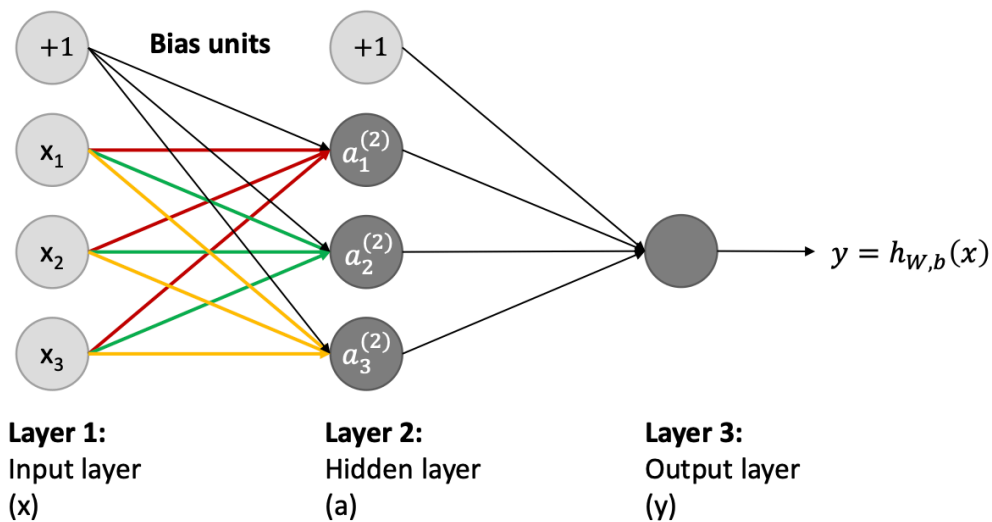 +1
Bias units
+1
x₁
a₁⁽²⁾
x₂
a₂⁽²⁾
y = h_{W,b}(x)
x₃
a₃⁽²⁾
Layer 1:
Input layer
(x)
Layer 2:
Hidden layer
(a)
Layer 3:
Output layer
(y)